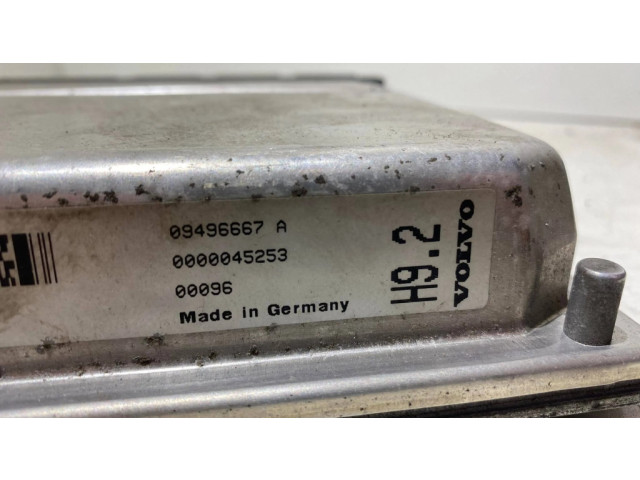 09496667 A
0000045253
00096
Made in Germany
H9.2
VOLVO